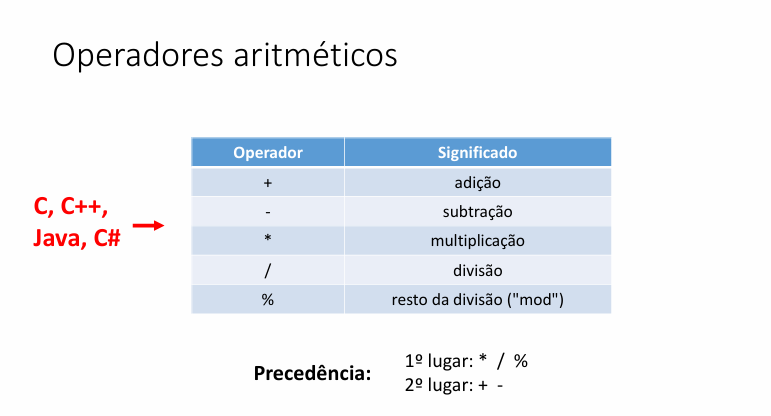 Operadores aritméticos
Operador Significado
+ adição
- subtração
C, C++,
Java, C#
* multiplicação
/ divisão
% resto da divisão ("mod")
Precedência:
1º lugar: * / %
2º lugar: + -